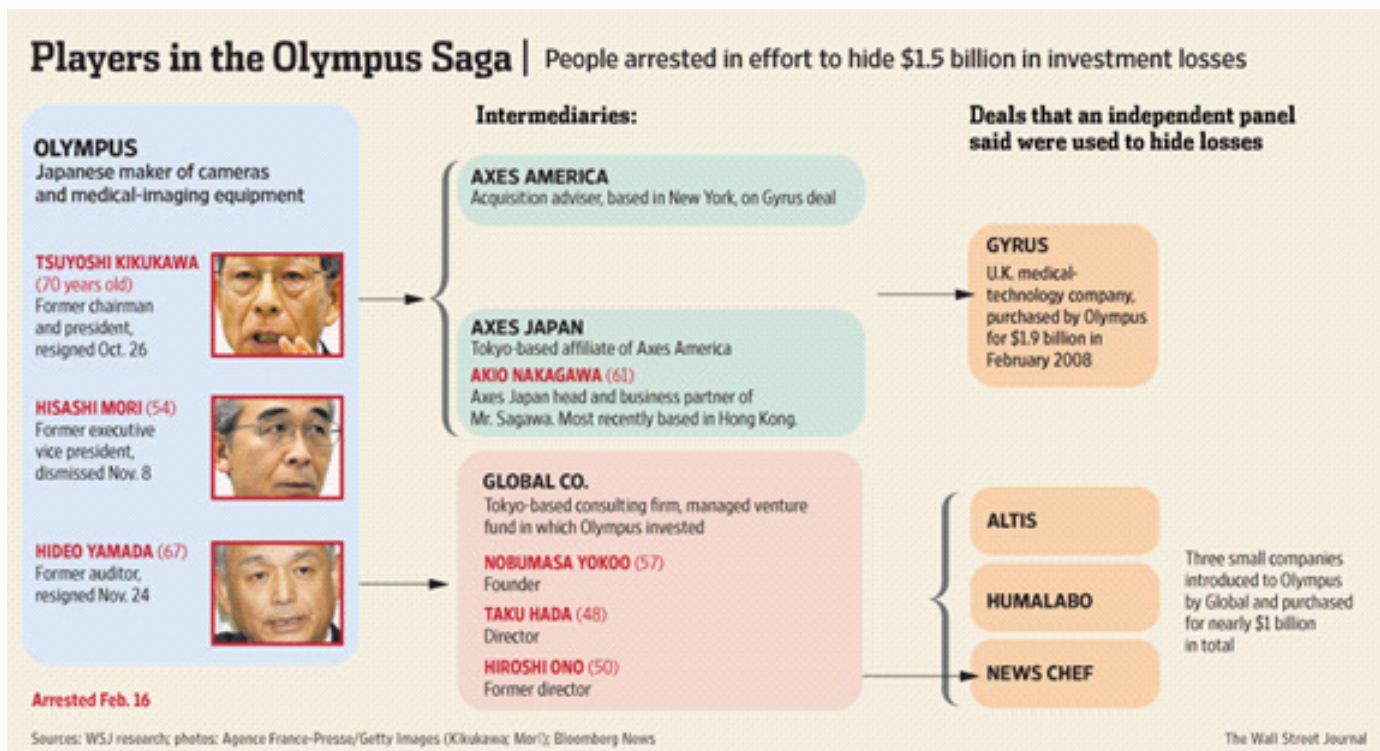 Players in the Olympus Saga | People arrested in effort to hide $1.5 billion in investment losses
OLYMPUS
Japanese maker of cameras
and medical-imaging equipment
TSUYOSHI KIKUKAWA
(70 years old)
Former chairman
and president,
resigned Oct. 26
HISASHI MORI (54)
Former executive
vice president,
dismissed Nov. 8
HIDEO YAMADA (67)
Former auditor,
resigned Nov. 24
Arrested Feb. 16
Intermediaries:
AXES AMERICA
Acquisition adviser, based in New York, on Gyrus deal
AXES JAPAN
Tokyo-based affiliate of Axes America
AKIO NAKAGAWA (61)
Axes Japan head and business partner of
Mr. Sagawa. Most recently based in Hong Kong.
GLOBAL CO.
Tokyo-based consulting firm, managed venture
fund in which Olympus invested
NOBUMASA YOKOO (57)
Founder
TAKU HADA (48)
Director
HIROSHI ONO (50)
Former director
Deals that an independent panel
said were used to hide losses
GYRUS
U.K. medical-
technology company,
purchased by Olympus
for $1.9 billion in
February 2008
ALTIS
HUMALABO
NEWS CHEF
Three small companies
introduced to Olympus
by Global and purchased
for nearly $1 billion
in total
Sources: WSJ research; photos: Agence France-Presse/Getty Images (Kikukawa; Mori); Bloomberg News
The Wall Street Journal